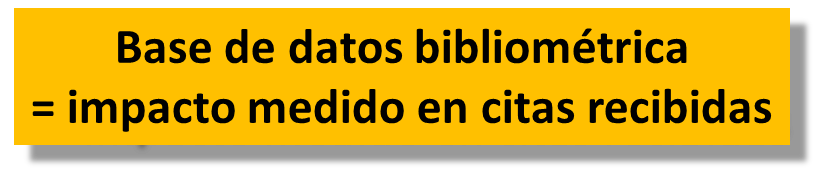 Base de datos bibliométrica
= impacto medido en citas recibidas